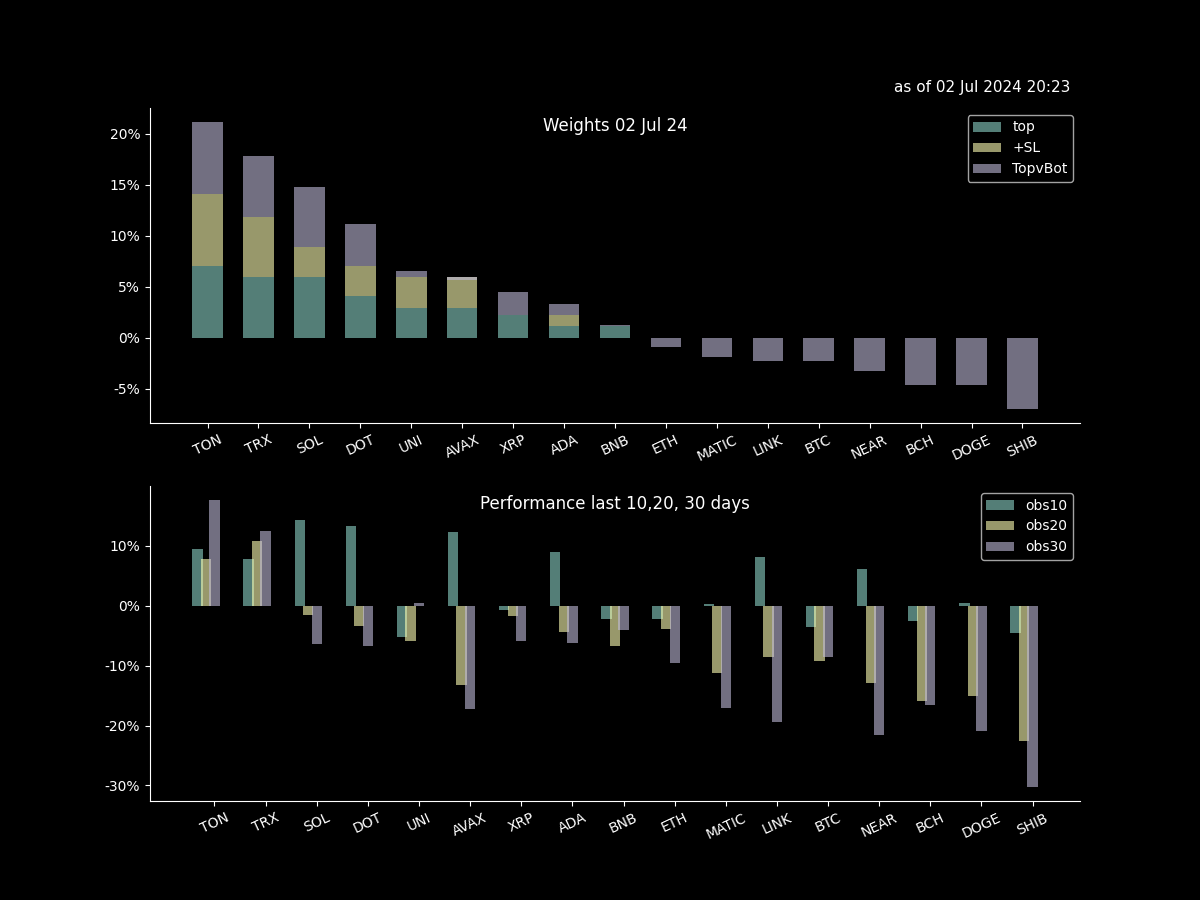 as of 02 Jul 2024 20:23
Weights 02 Jul 24
top
+SL
TopvBot
20%
15%
10%
5%
0%
-5%
TON TRX SOL DOT UNI AVAX XRP ADA BNB ETH MATIC LINK BTC NEAR BCH DOGE SHIB
Performance last 10,20, 30 days
obs10
obs20
obs30
10%
0%
-10%
-20%
-30%
TON TRX SOL DOT UNI AVAX XRP ADA BNB ETH MATIC LINK BTC NEAR BCH DOGE SHIB